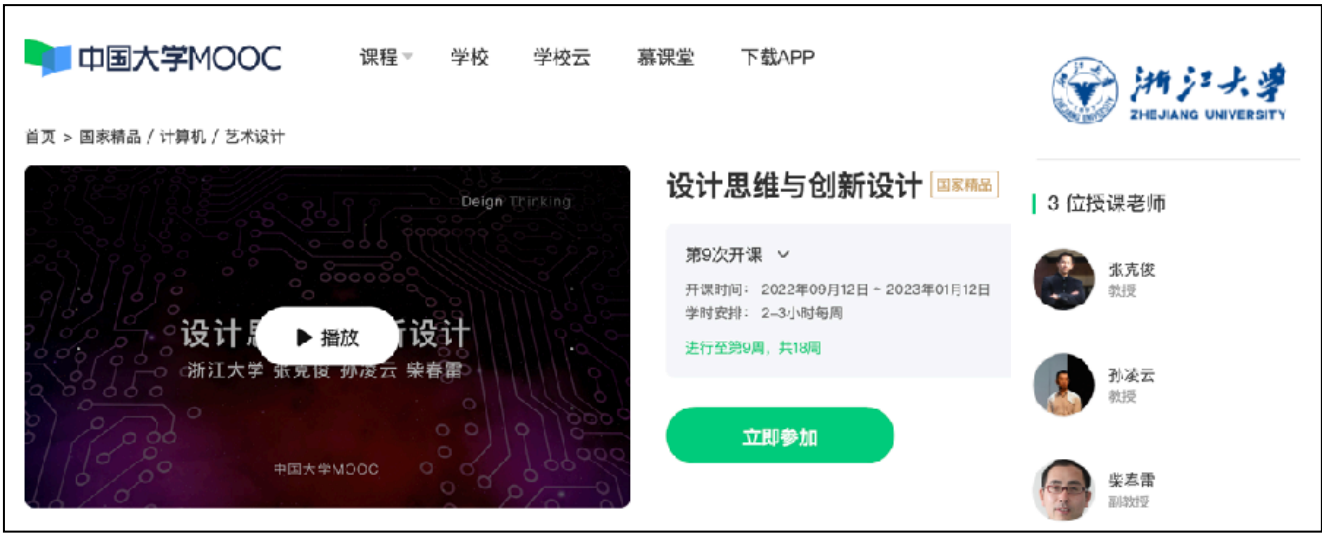 中国大学MOOC
课程 学校 学校云 慕课堂 下载APP
浙江大学
ZHEJIANG UNIVERSITY
首页 > 国家精品 / 计算机 / 艺术设计
Deign Thinking
设计 设计
播放
浙江大学 张克俊 孙凌云 柴春雷
中国大学MOOC
设计思维与创新设计 国家精品
第9次开课
开课时间: 2022年09月12日 ~ 2023年01月12日
学时安排: 2-3小时每周
进行至第9周, 共18周
立即参加
3 位授课老师
张克俊
教授
孙凌云
教授
柴春雷
副教授